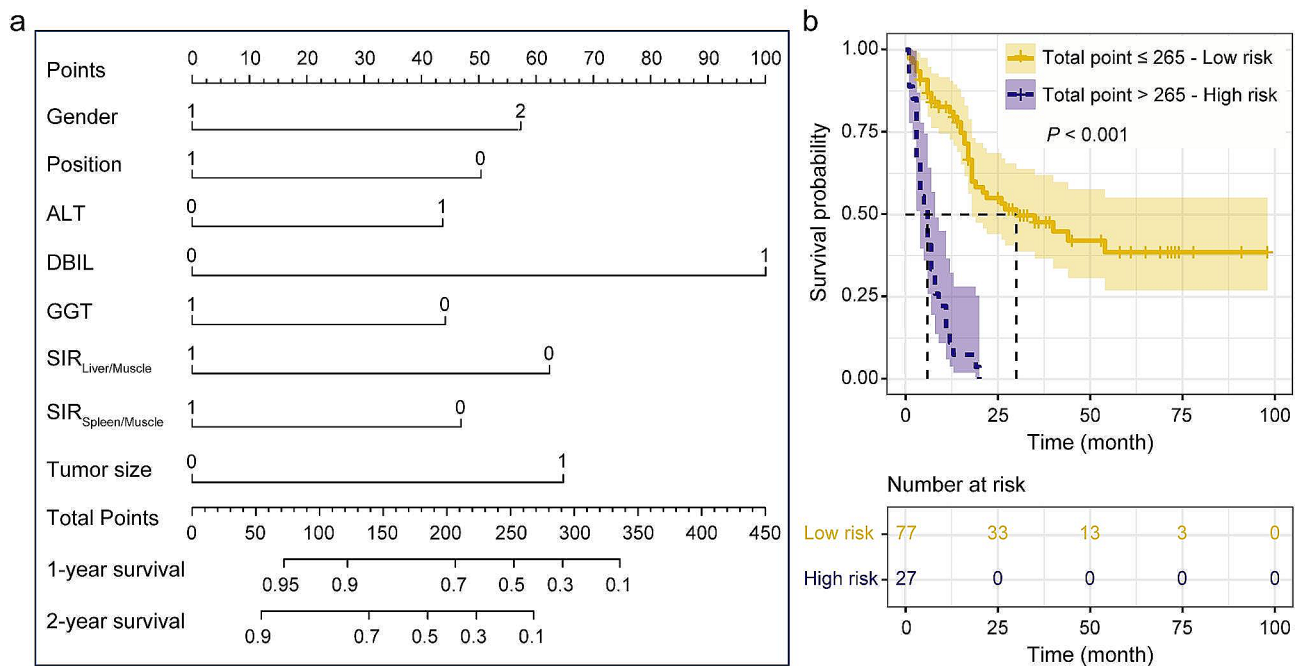 a
Points
0 10 20 30 40 50 60 70 80 90 100
Gender
1 2
Position
1 0
ALT
0 1
DBIL
0 1
GGT
1 0
SIR Liver/Muscle
1 0
SIR Spleen/Muscle
1 0
Tumor size
0 1
Total Points
0 50 100 150 200 250 300 350 400 450
1-year survival
0.95 0.9 0.7 0.5 0.3 0.1
2-year survival
0.9 0.7 0.5 0.3 0.1
b
Total point ≤ 265 - Low risk
Total point > 265 - High risk
P < 0.001
Survival probability
1.00
0.75
0.50
0.25
0.00
0 25 50 75 100
Time (month)
Number at risk
Low risk 77 33 13 3 0
High risk 27 0 0 0 0
0 25 50 75 100
Time (month)